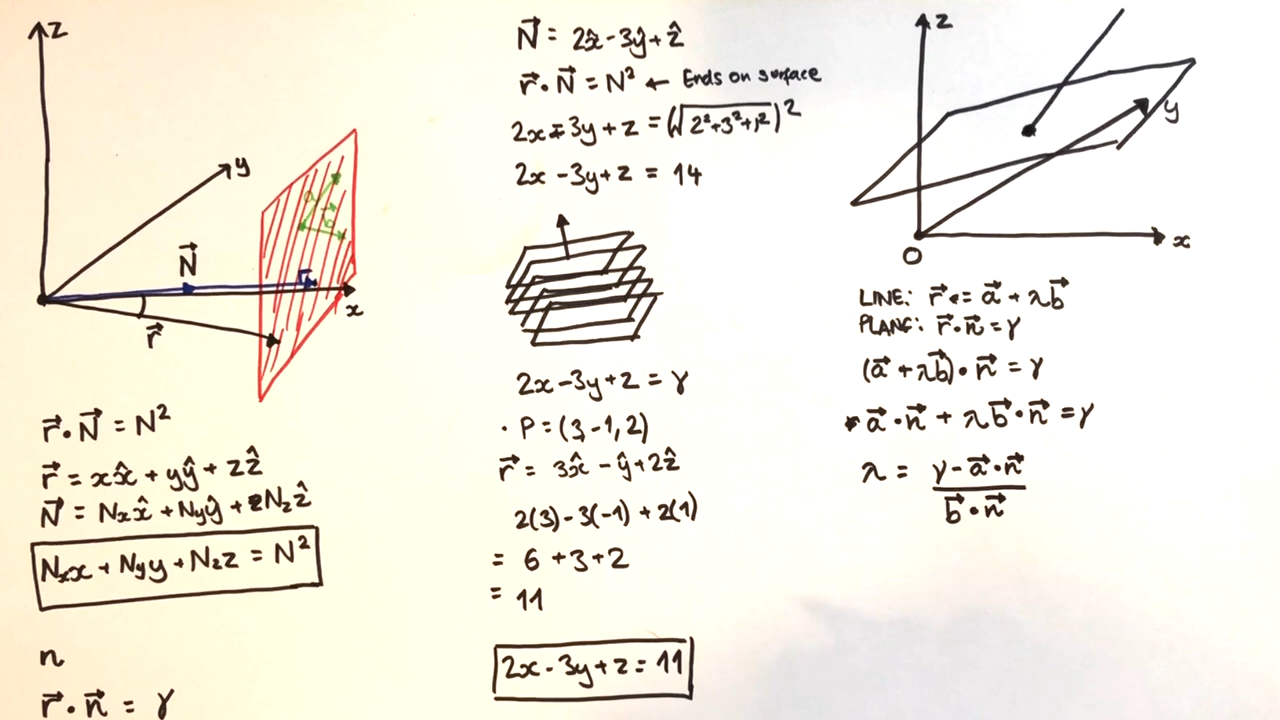 z
y
N⃗
r⃗
x
r⃗·N⃗ = N²
r⃗ = xx̂ + yŷ + zẑ
N⃗ = Nₓx̂ + Nyŷ + N_zẑ
Nₓx + Nyy + N_zz = N²
n
r⃗·n⃗ = γ
N⃗ = 2x̂ - 3ŷ + ẑ
r⃗·N⃗ = N² ← Ends on surface
2x - 3y + z = (√2²+3²+1²)²
2x - 3y + z = 14
2x - 3y + z = γ
· P = (3, -1, 2)
r⃗ = 3x̂ - ŷ + 2ẑ
2(3) - 3(-1) + 2(1)
= 6 + 3 + 2
= 11
2x - 3y + z = 11
z
y
O
x
LINE: r⃗ = a⃗ + λb⃗
PLANE: r⃗·n⃗ = γ
(a⃗ + λb⃗)·n⃗ = γ
a⃗·n⃗ + λb⃗·n⃗ = γ
λ = γ - a⃗·n⃗
b⃗·n⃗